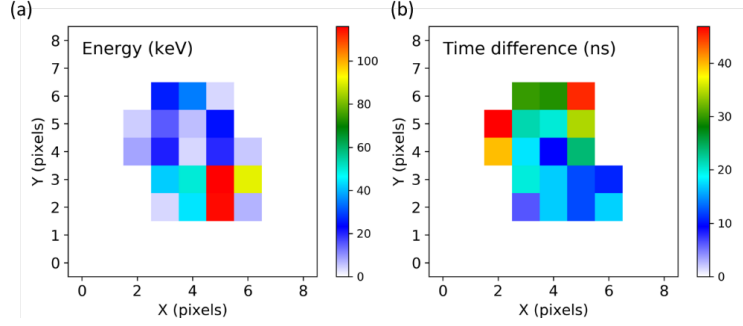 (a)
(b)
Energy (keV)
Time difference (ns)
8
7
6
5
4
3
2
1
0
Y (pixels)
0 2 4 6 8
X (pixels)
100
80
60
40
20
0
8
7
6
5
4
3
2
1
0
Y (pixels)
0 2 4 6 8
X (pixels)
40
30
20
10
0